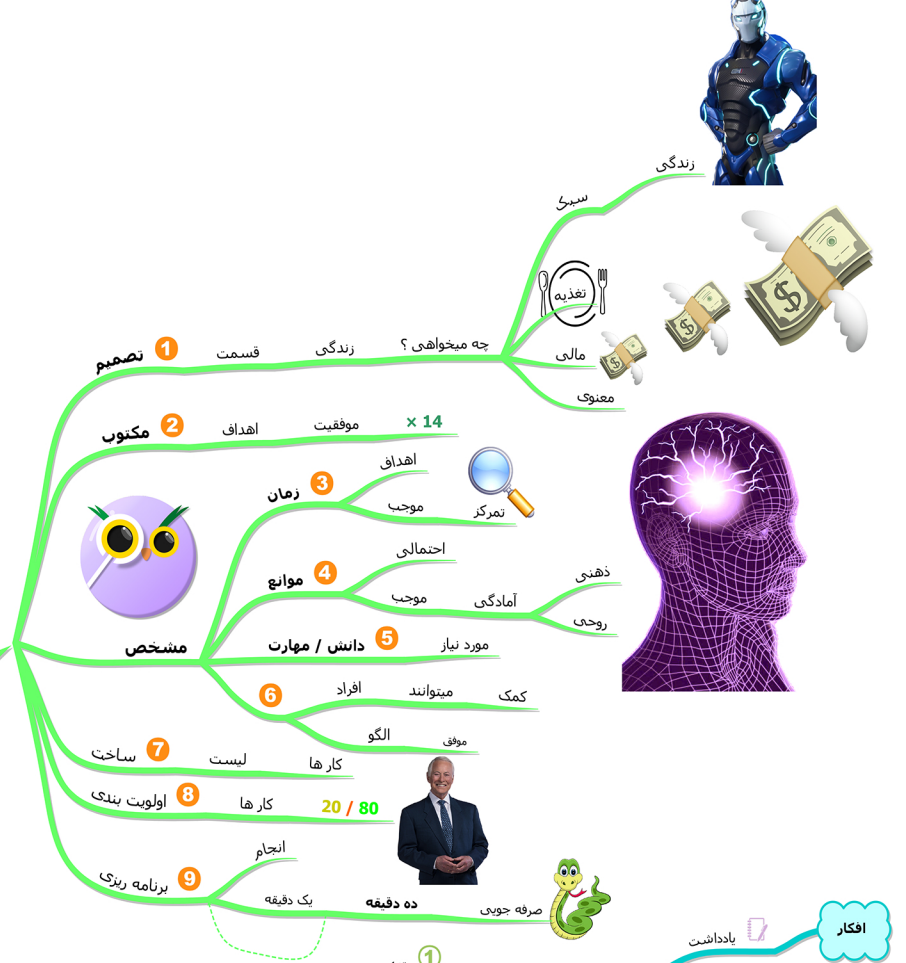 سبک
زندگی
تغذیه
مالی
معنوی
1 تصمیم
قسمت
زندگی
چه میخواهی ؟
2 مکتوب
اهداف
موفقیت
× 14
مشخص
3 زمان
اهداف
موجب
تمرکز
4 موانع
احتمالی
موجب
آمادگی
ذهنی
روحی
5 دانش / مهارت
مورد نیاز
6
افراد
میتوانند
کمک
الگو
موفق
7 ساخت
لیست
کار ها
8 اولویت بندی
کار ها
20 / 80
9 برنامه ریزی
انجام
یک دقیقه
ده دقیقه
صرفه جویی
افکار
یادداشت
1